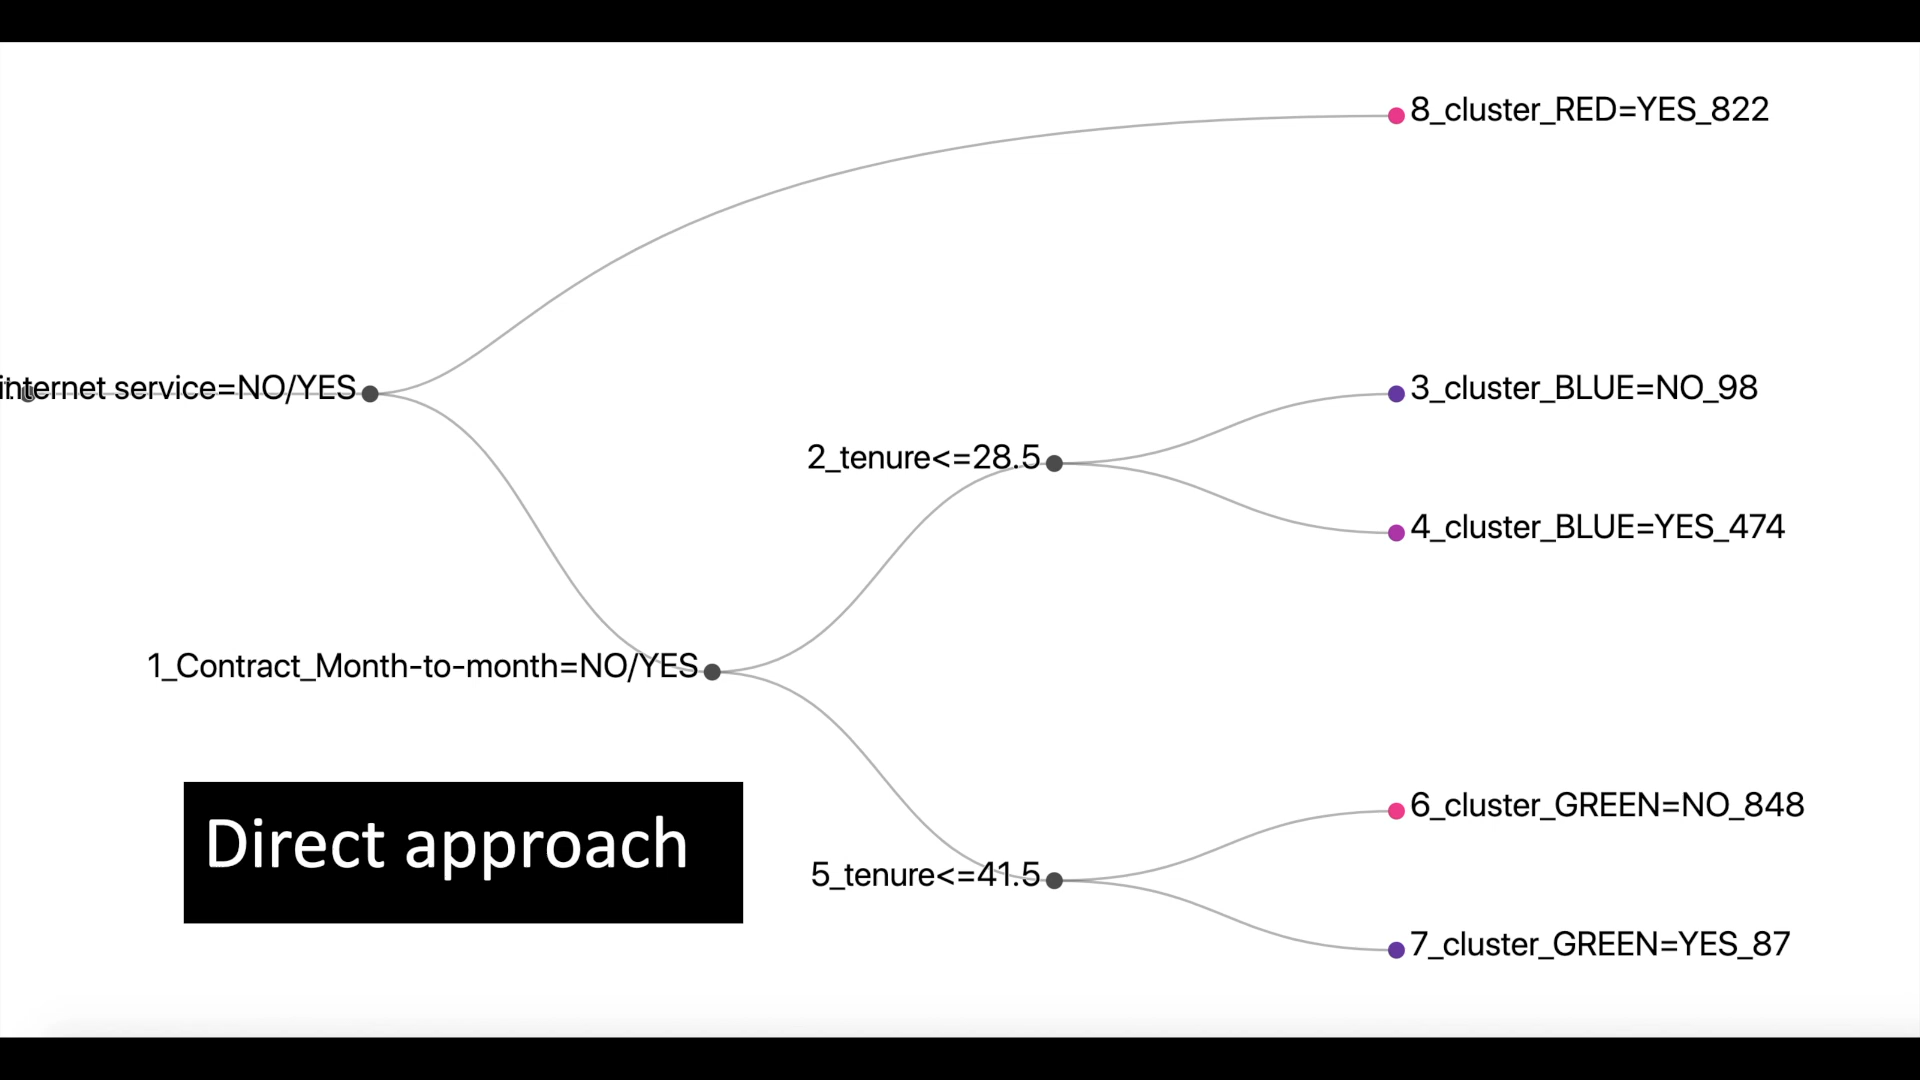 8_cluster_RED=YES_822
internet service=NO/YES
3_cluster_BLUE=NO_98
2_tenure<=28.5
4_cluster_BLUE=YES_474
1_Contract_Month-to-month=NO/YES
6_cluster_GREEN=NO_848
Direct approach
5_tenure<=41.5
7_cluster_GREEN=YES_87